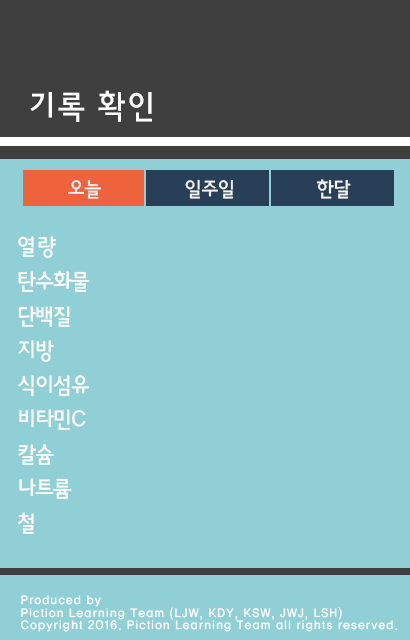 기록 확인
오늘 일주일 한달
열량
탄수화물
단백질
지방
식이섬유
비타민C
칼슘
나트륨
철
Produced by
Piction Learning Team (LJW, KDY, KSW, JWJ, LSH)
Copyright 2016. Piction Learning Team all rights reserved.